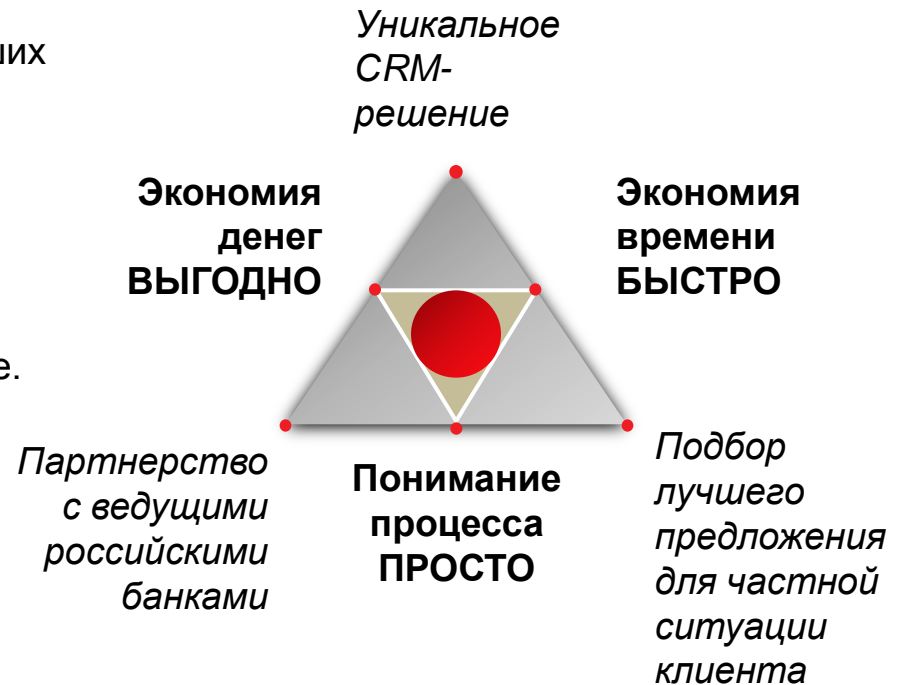 Уникальное
CRM-
решение
ших
Экономия
денег
ВЫГОДНО
Экономия
времени
БЫСТРО
е.
Партнерство
с ведущими
российскими
банками
Понимание
процесса
ПРОСТО
Подбор
лучшего
предложения
для частной
ситуации
клиента